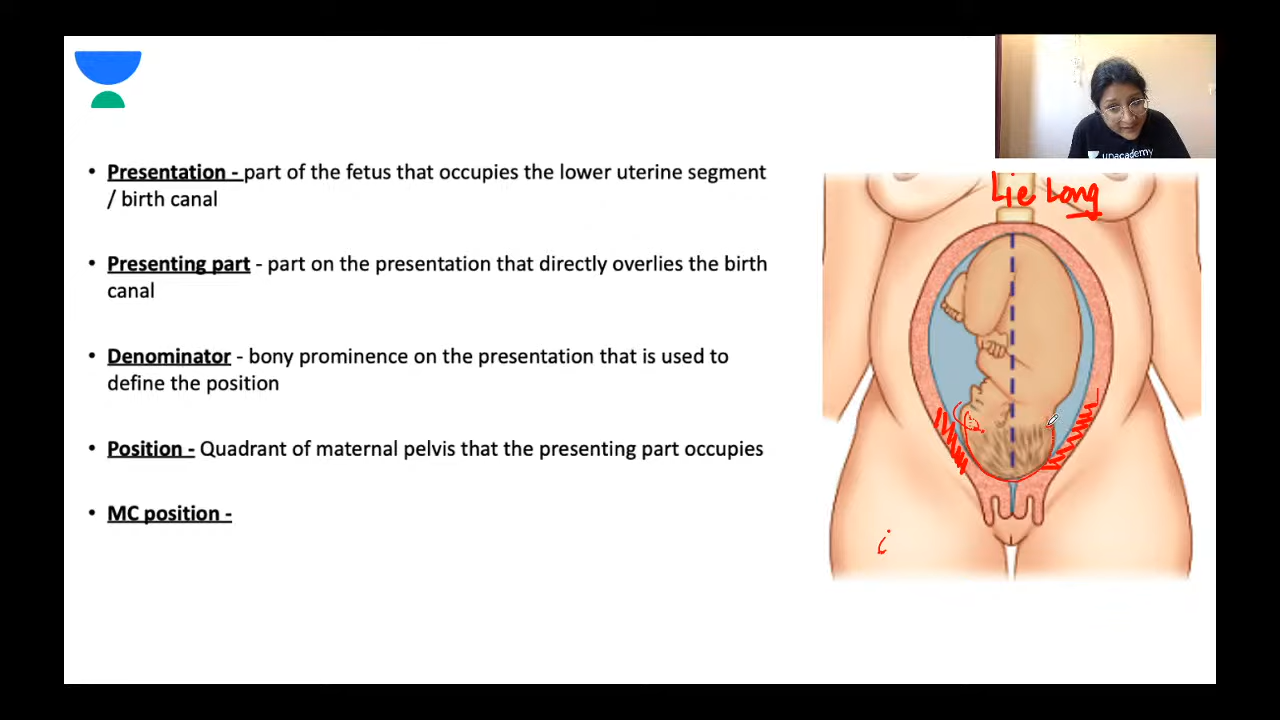 Presentation - part of the fetus that occupies the lower uterine segment
/ birth canal
Presenting part - part on the presentation that directly overlies the birth
canal
Denominator - bony prominence on the presentation that is used to
define the position
Position - Quadrant of maternal pelvis that the presenting part occupies
MC position -
unacademy
Lie Long
i